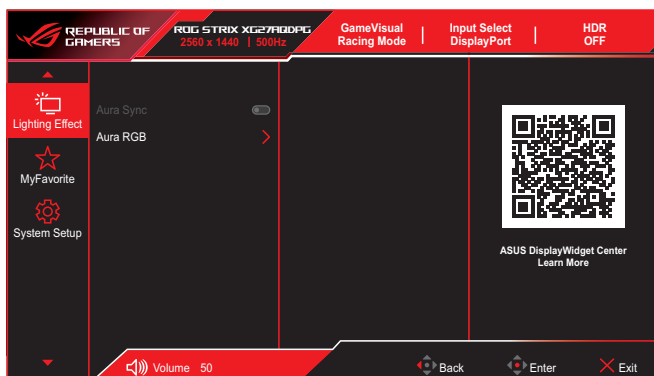 REPUBLIC OF
GAMERS
ROG STRIX XG27AQDPG
2560 x 1440 | 500Hz
GameVisual
Racing Mode
Input Select
DisplayPort
HDR
OFF
Lighting Effect
MyFavorite
System Setup
Aura Sync
Aura RGB
ASUS DisplayWidget Center
Learn More
Volume 50
Back
Enter
Exit